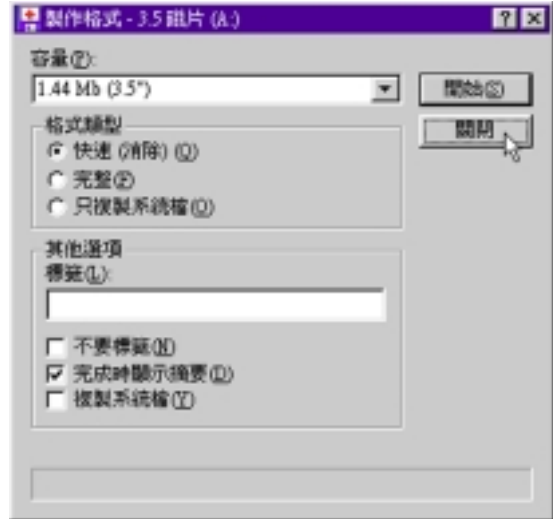 製作格式 - 3.5 磁片 (A:)
容量(P):
1.44 Mb (3.5")
開始(S)
格式類型
關閉
快速 (消除) (Q)
完整(F)
只複製系統檔(O)
其他選項
標籤(L):
不要標籤(N)
完成時顯示摘要(D)
複製系統檔(Y)